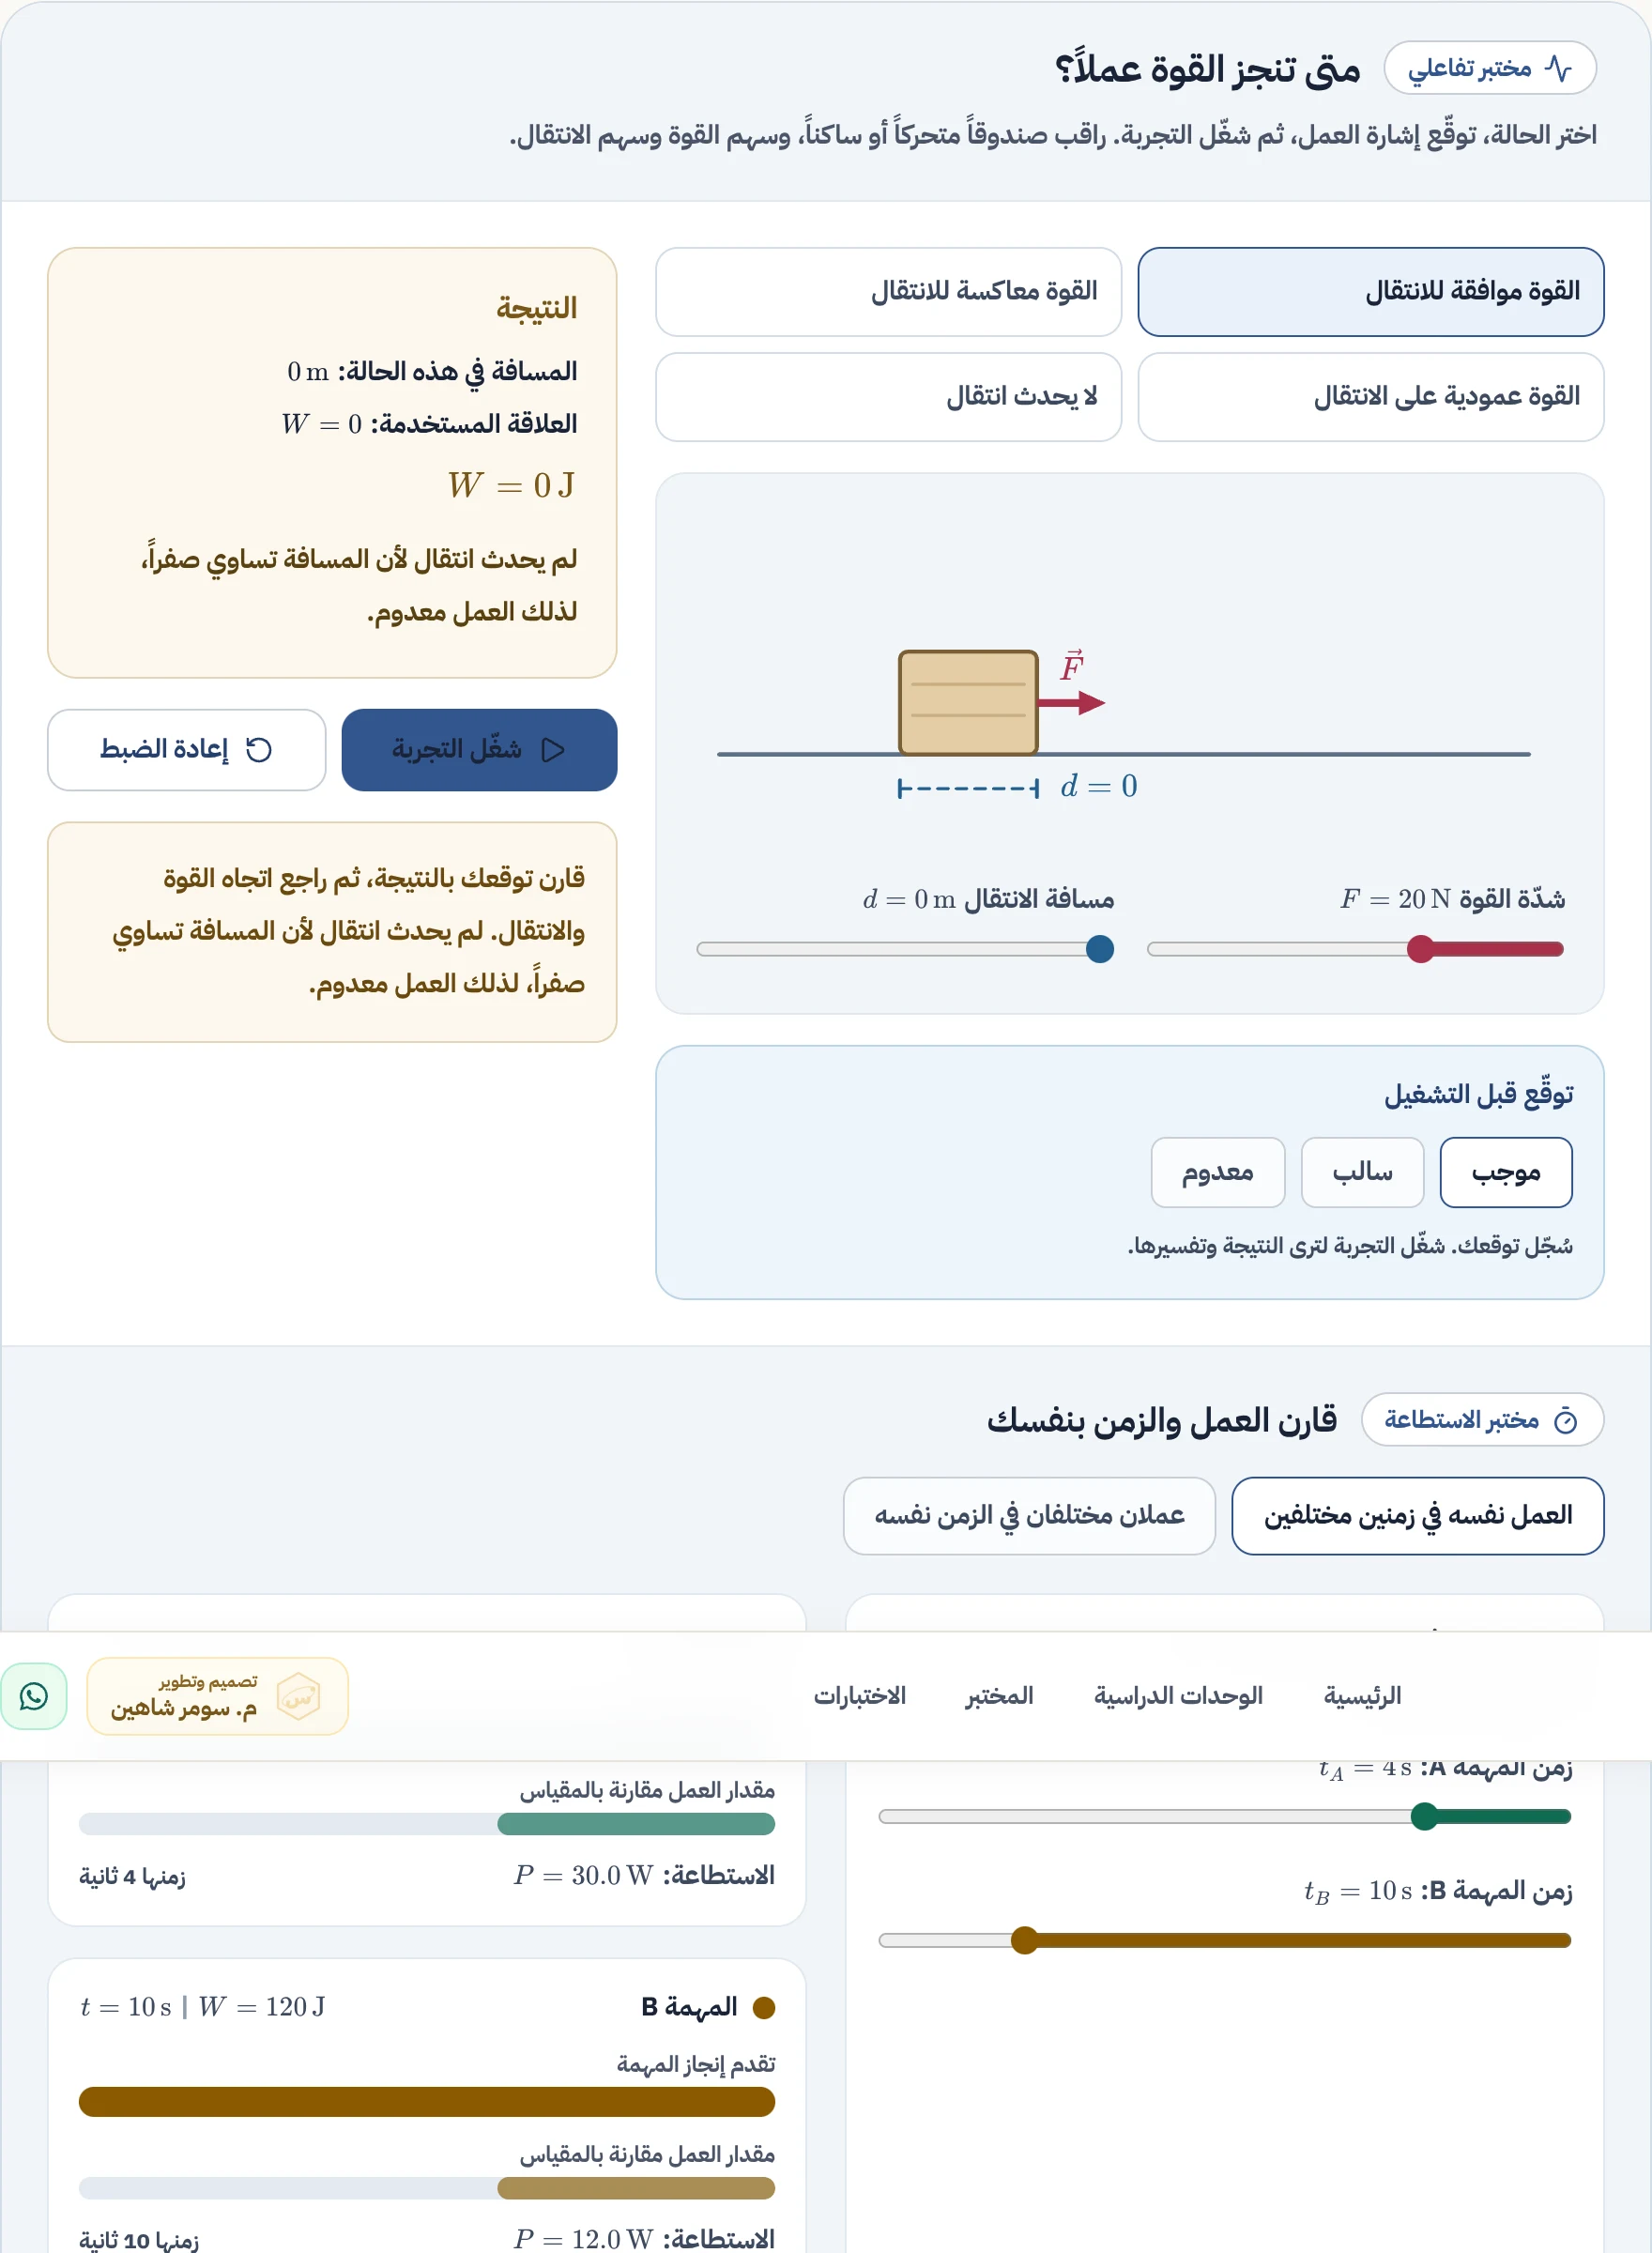 مختبر تفاعلي
متى تنجز القوة عملاً؟
اختر الحالة، توقّع إشارة العمل، ثم شغّل التجربة. راقب صندوقاً متحركاً أو ساكناً، وسهم القوة وسهم الانتقال.
القوة موافقة للانتقال
القوة معاكسة للانتقال
القوة عمودية على الانتقال
لا يحدث انتقال
F
d = 0
شدّة القوة F = 20 N
مسافة الانتقال d = 0 m
توقّع قبل التشغيل
موجب
سالب
معدوم
سُجّل توقعك. شغّل التجربة لترى النتيجة وتفسيرها.
النتيجة
المسافة في هذه الحالة: 0 m
العلاقة المستخدمة: W = 0
W = 0 J
لم يحدث انتقال لأن المسافة تساوي صفراً،
لذلك العمل معدوم.
شغّل التجربة
إعادة الضبط
قارن توقعك بالنتيجة، ثم راجع اتجاه القوة
والانتقال. لم يحدث انتقال لأن المسافة تساوي
صفراً، لذلك العمل معدوم.
مختبر الاستطاعة
قارن العمل والزمن بنفسك
العمل نفسه في زمنين مختلفين
عملان مختلفان في الزمن نفسه
الرئيسية
الوحدات الدراسية
المختبر
الاختبارات
س
تصميم وتطوير
م. سومر شاهين
زمن المهمة A: t_A = 4 s
زمن المهمة B: t_B = 10 s
مقدار العمل مقارنة بالمقياس
الاستطاعة: P = 30.0 W
زمنها 4 ثانية
المهمة B
t = 10 s | W = 120 J
تقدم إنجاز المهمة
مقدار العمل مقارنة بالمقياس
الاستطاعة: P = 12.0 W
زمنها 10 ثانية